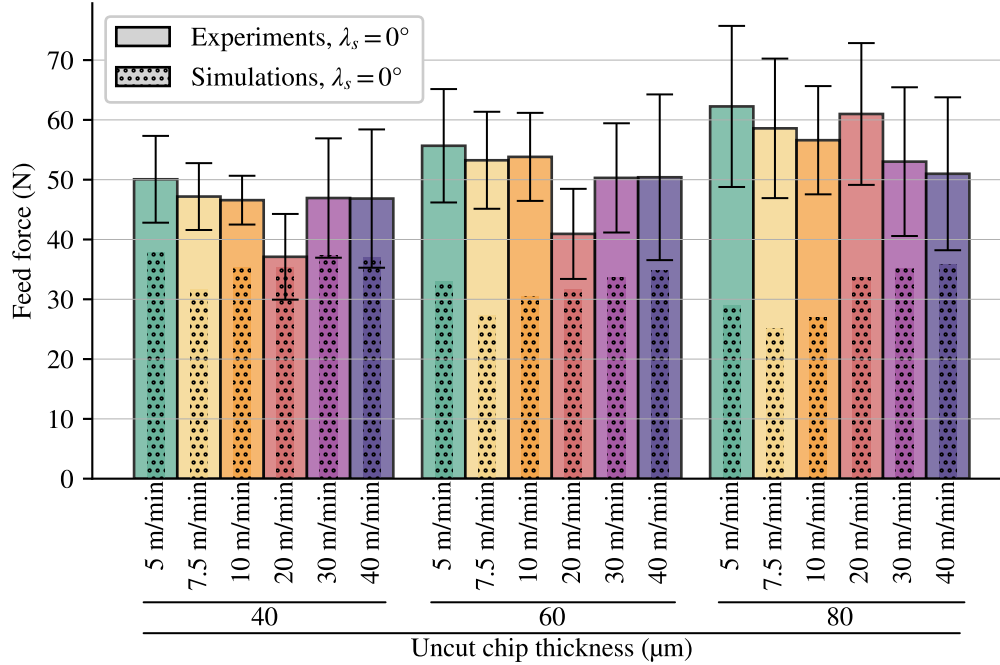 Experiments, λs = 0°
Simulations, λs = 0°
Feed force (N)
70
60
50
40
30
20
10
0
5 m/min
7.5 m/min
10 m/min
20 m/min
30 m/min
40 m/min
5 m/min
7.5 m/min
10 m/min
20 m/min
30 m/min
40 m/min
5 m/min
7.5 m/min
10 m/min
20 m/min
30 m/min
40 m/min
40 60 80
Uncut chip thickness (µm)